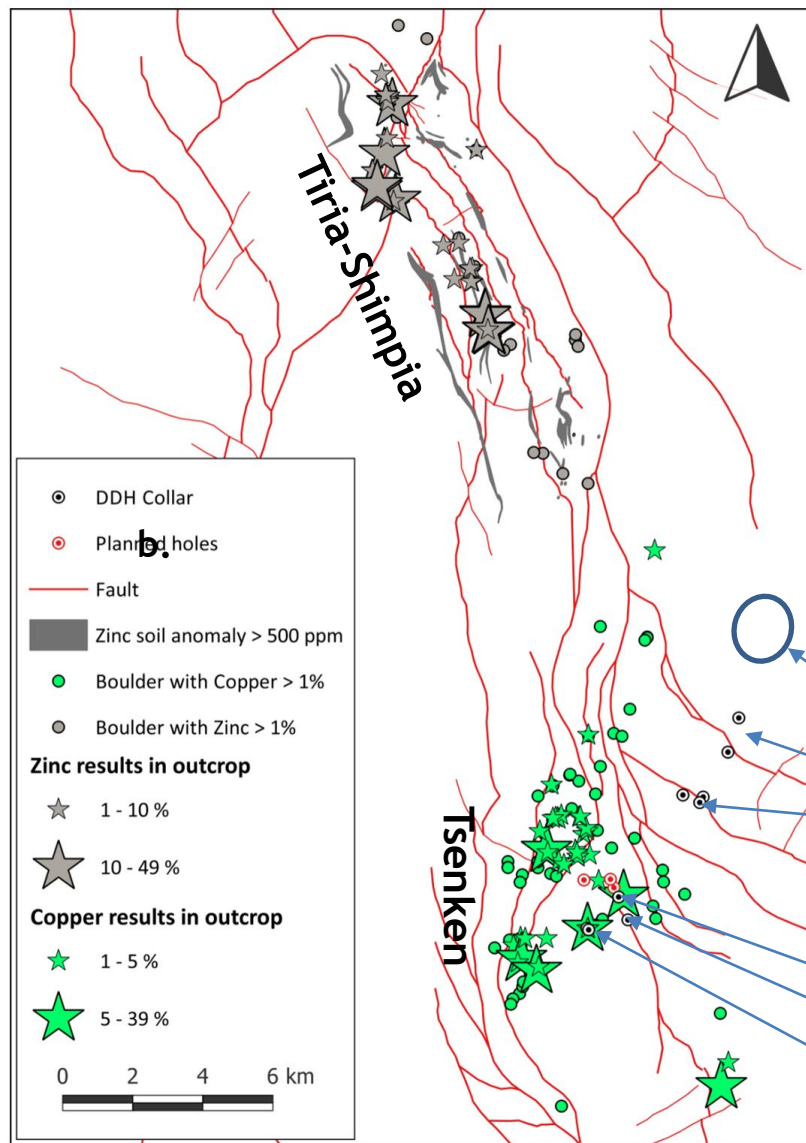 Tiria-Shimpia
DDH Collar
b.
Planned holes
Fault
Zinc soil anomaly > 500 ppm
Boulder with Copper > 1%
Boulder with Zinc > 1%
Zinc results in outcrop
1 - 10 %
10 - 49 %
Copper results in outcrop
1 - 5 %
5 - 39 %
0 2 4 6 km
Tsenken